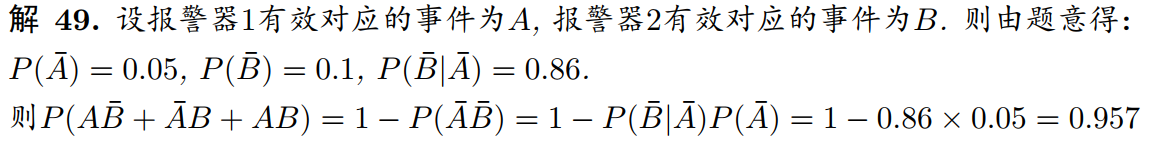 解 49. 设报警器1有效对应的事件为A, 报警器2有效对应的事件为B. 则由题意得:
P(Ā) = 0.05, P(B̄) = 0.1, P(B̄|Ā) = 0.86.
则P(AB̄ + ĀB + AB) = 1 − P(ĀB̄) = 1 − P(B̄|Ā)P(Ā) = 1 − 0.86 × 0.05 = 0.957